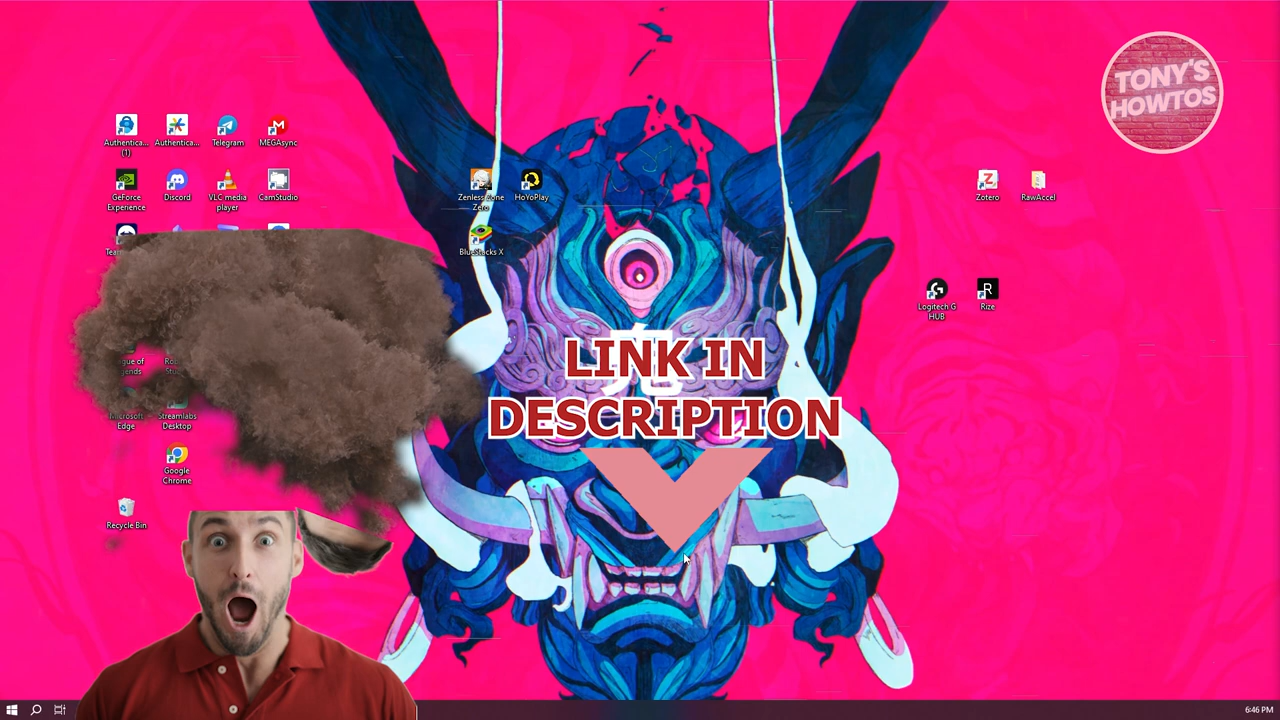 TONY'S
HOWTOS
Authentica...
(1)
Authentica...
Telegram
MEGAsync
GeForce
Experience
Discord
VLC media
player
CamStudio
Zenless Zone
Zero
HoYoPlay
Zotero
RawAccel
BlueStacks X
Logitech G
HUB
Rize
LINK IN
DESCRIPTION
Microsoft
Edge
Streamlabs
Desktop
Google
Chrome
Recycle Bin
6:46 PM